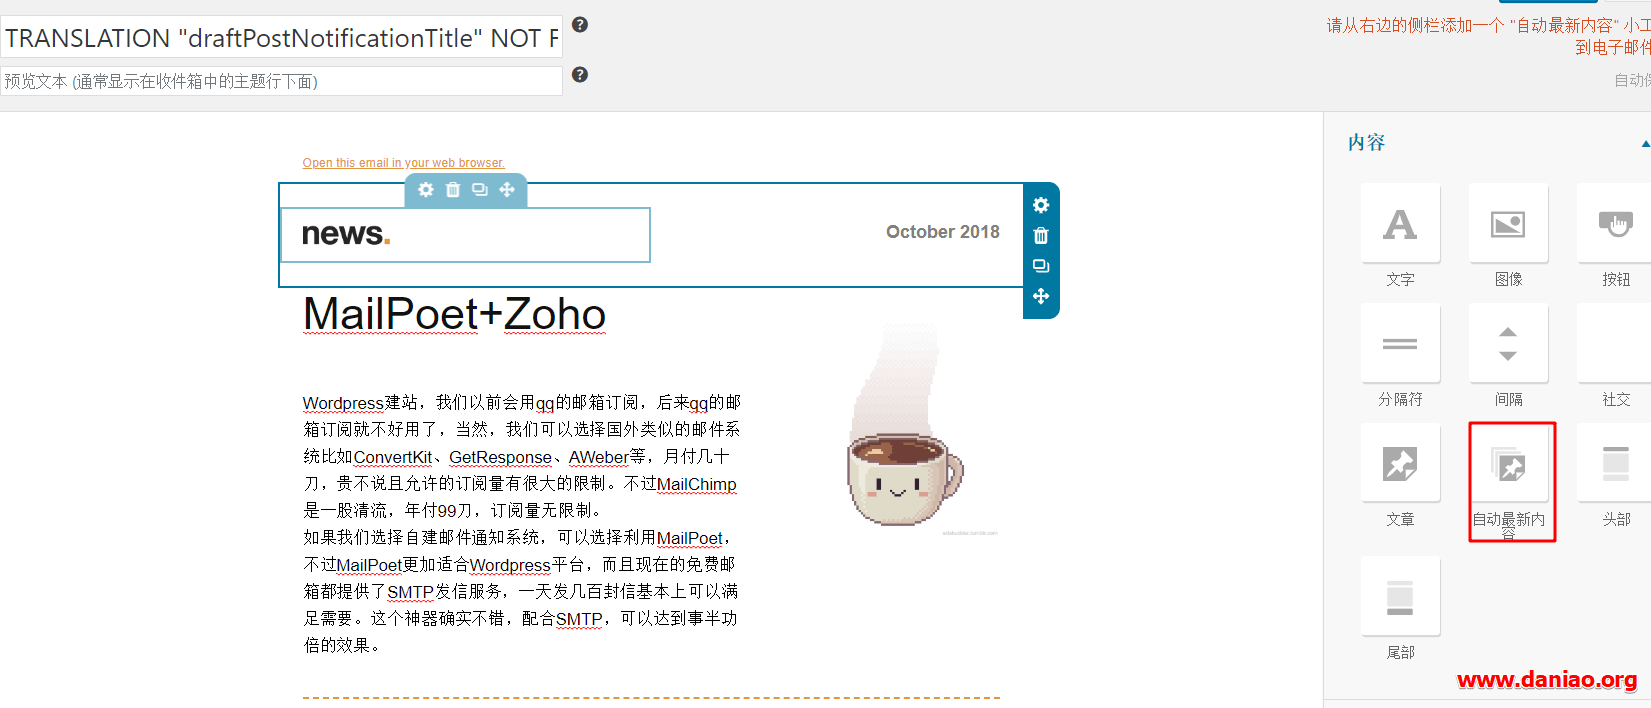 TRANSLATION "draftPostNotificationTitle" NOT F
请从右边的侧栏添加一个 "自动最新内容" 小工
到电子邮件
预览文本 (通常显示在收件箱中的主题行下面)
自动保
内容
Open this email in your web browser.
news.
October 2018
MailPoet+Zoho
Wordpress建站，我们以前会用qq的邮箱订阅，后来qq的邮
箱订阅就不好用了，当然，我们可以选择国外类似的邮件系
统比如ConvertKit、GetResponse、AWeber等，月付几十
刀，贵不说且允许的订阅量有很大的限制。不过MailChimp
是一股清流，年付99刀，订阅量无限制。
如果我们选择自建邮件通知系统，可以选择利用MailPoet，
不过MailPoet更加适合Wordpress平台，而且现在的免费邮
箱都提供了SMTP发信服务，一天发几百封信基本上可以满
足需要。这个神器确实不错，配合SMTP，可以达到事半功
倍的效果。
文字
图像
按钮
分隔符
间隔
社交
文章
自动最新内
容
头部
尾部
www.daniao.org